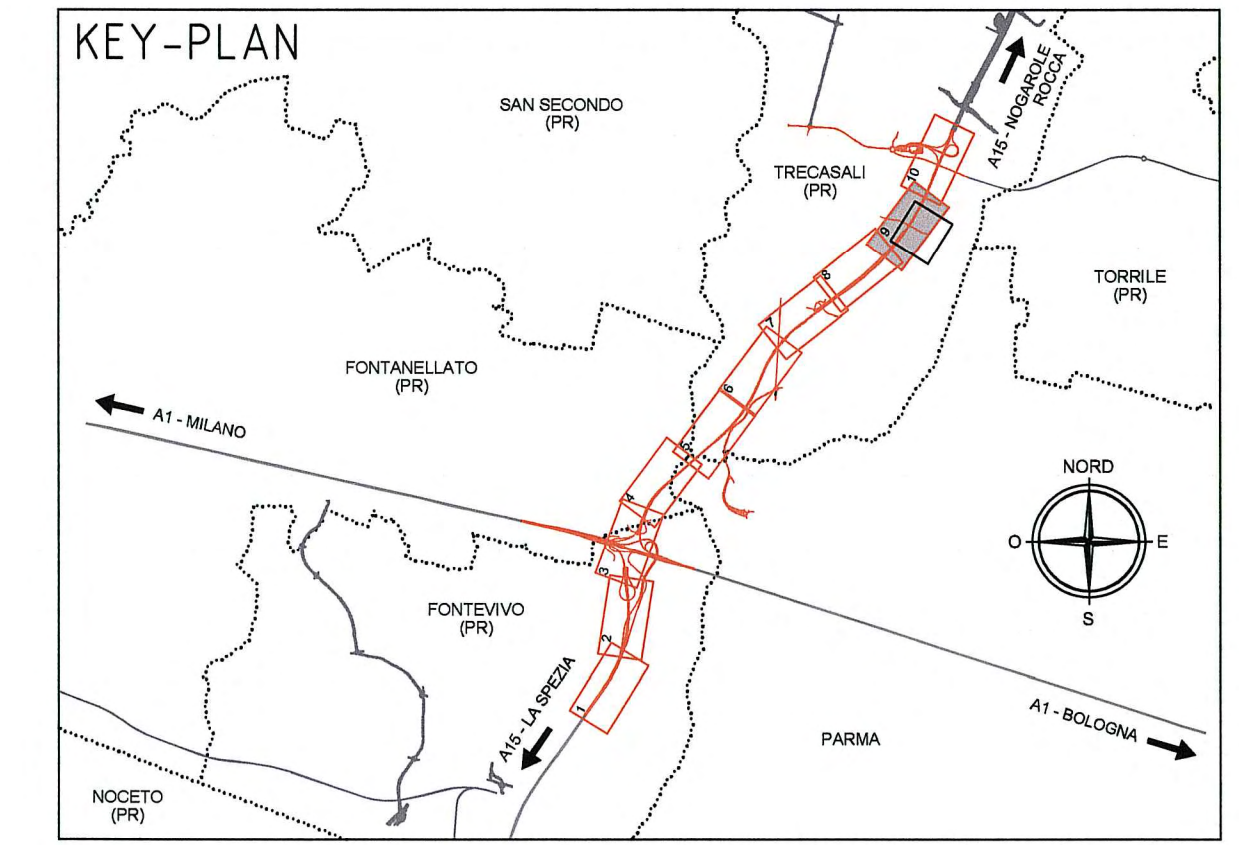 KEY-PLAN
SAN SECONDO
(PR)
A15 - NOGAROLE
ROCCA
TRECASALI
(PR)
10
9
TORRILE
(PR)
8
7
FONTANELLATO
(PR)
6
A1 - MILANO
5
NORD
4
O
E
3
S
FONTEVIVO
(PR)
2
A15 - LA SPEZIA
1
A1 - BOLOGNA
PARMA
NOCETO
(PR)